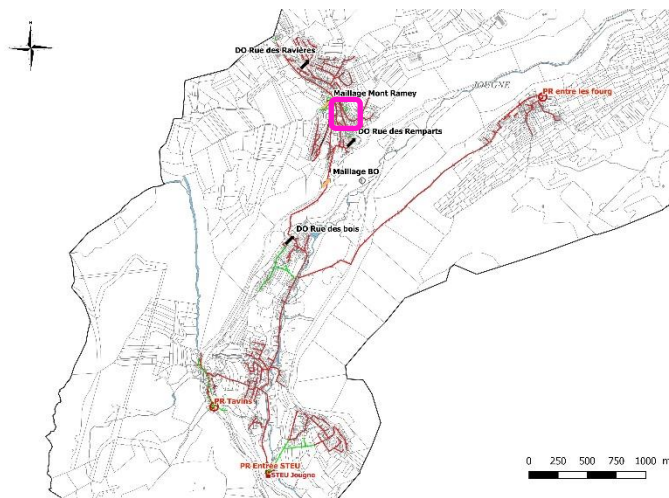 DO Rue des Ravières
Maillage Mont Ramey
JOUGNE
PR entre les fourg
DO Rue des Remparts
Maillage BO
DO Rue des bois
PR Tavins
PR Entrée STEU
STEU Jougne
0 250 500 750 1000 m